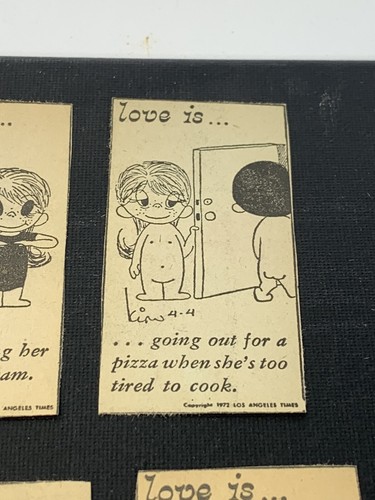 love is...
Kim 4-4
... going out for a
pizza when she's too
tired to cook.
Copyright 1972 LOS ANGELES TIMES
..
g her
am.
ANGELES TIMES
love is...